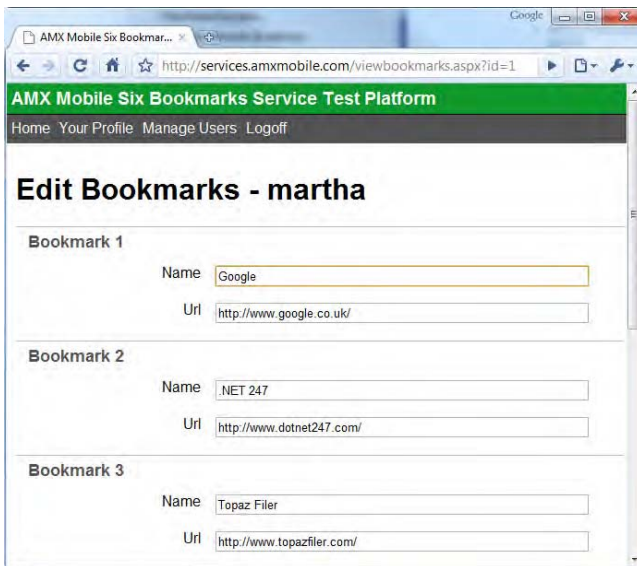 Google
AMX Mobile Six Bookmar...
http://services.amxmobile.com/viewbookmarks.aspx?id=1
AMX Mobile Six Bookmarks Service Test Platform
Home Your Profile Manage Users Logoff
Edit Bookmarks - martha
Bookmark 1
Name Google
Url http://www.google.co.uk/
Bookmark 2
Name .NET 247
Url http://www.dotnet247.com/
Bookmark 3
Name Topaz Filer
Url http://www.topazfiler.com/